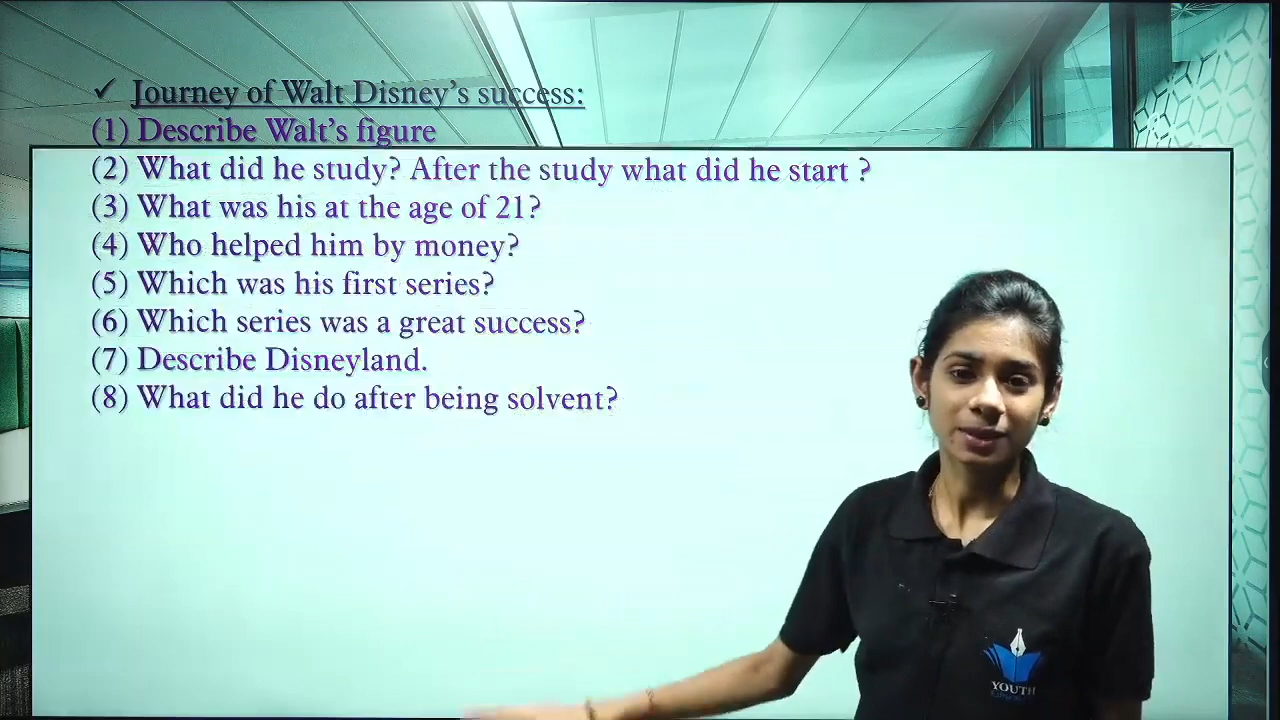 ✓ Journey of Walt Disney's success:
(1) Describe Walt's figure
(2) What did he study? After the study what did he start ?
(3) What was his at the age of 21?
(4) Who helped him by money?
(5) Which was his first series?
(6) Which series was a great success?
(7) Describe Disneyland.
(8) What did he do after being solvent?
YOUTH